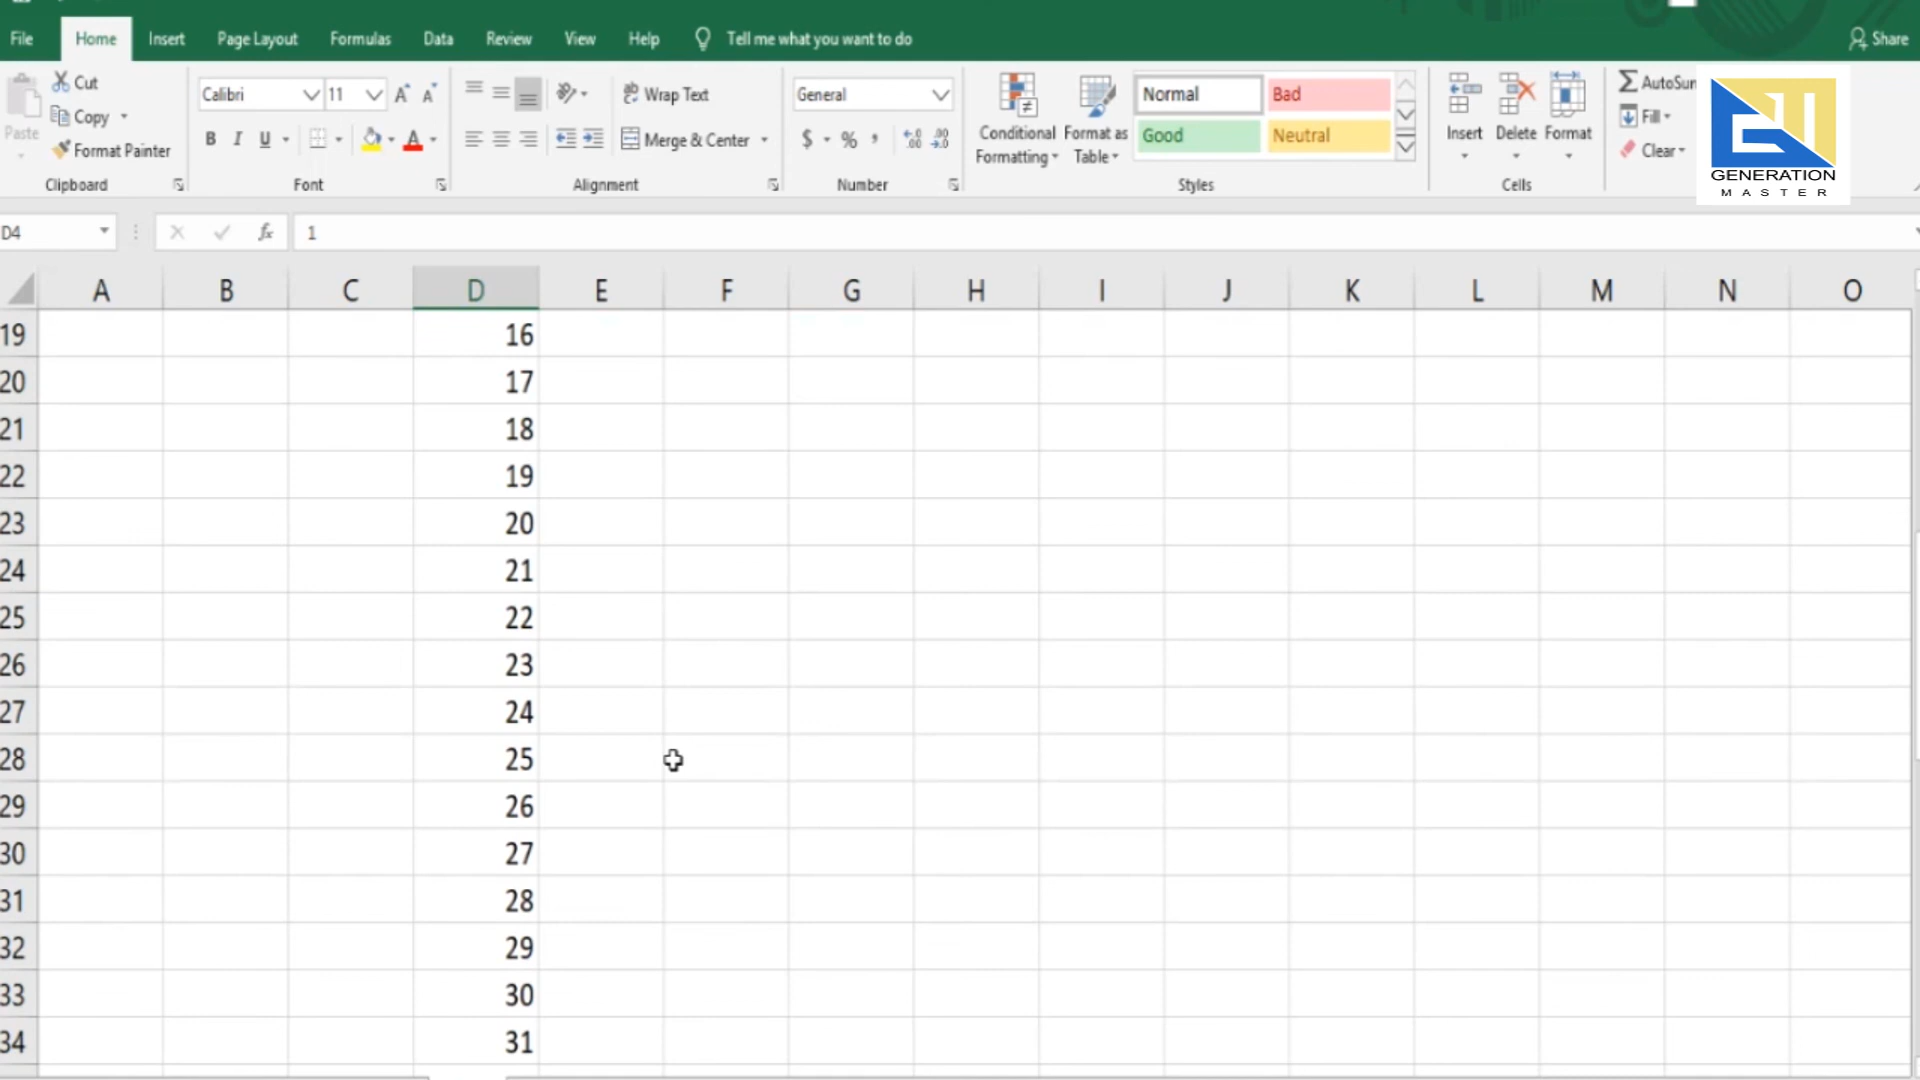 File Home Insert Page Layout Formulas Data Review View Help Tell me what you want to do Share
Cut
Copy
Format Painter
Paste
Clipboard
Calibri 11
B I U A
Font
Wrap Text
Merge & Center
Alignment
General
$ % ,
Number
Conditional Formatting
Format as Table
Normal Bad
Good Neutral
Styles
Insert Delete Format
Cells
AutoSum
Fill
Clear
GENERATION
MASTER
D4 fx 1
A B C D E F G H I J K L M N O
19 16
20 17
21 18
22 19
23 20
24 21
25 22
26 23
27 24
28 25
29 26
30 27
31 28
32 29
33 30
34 31